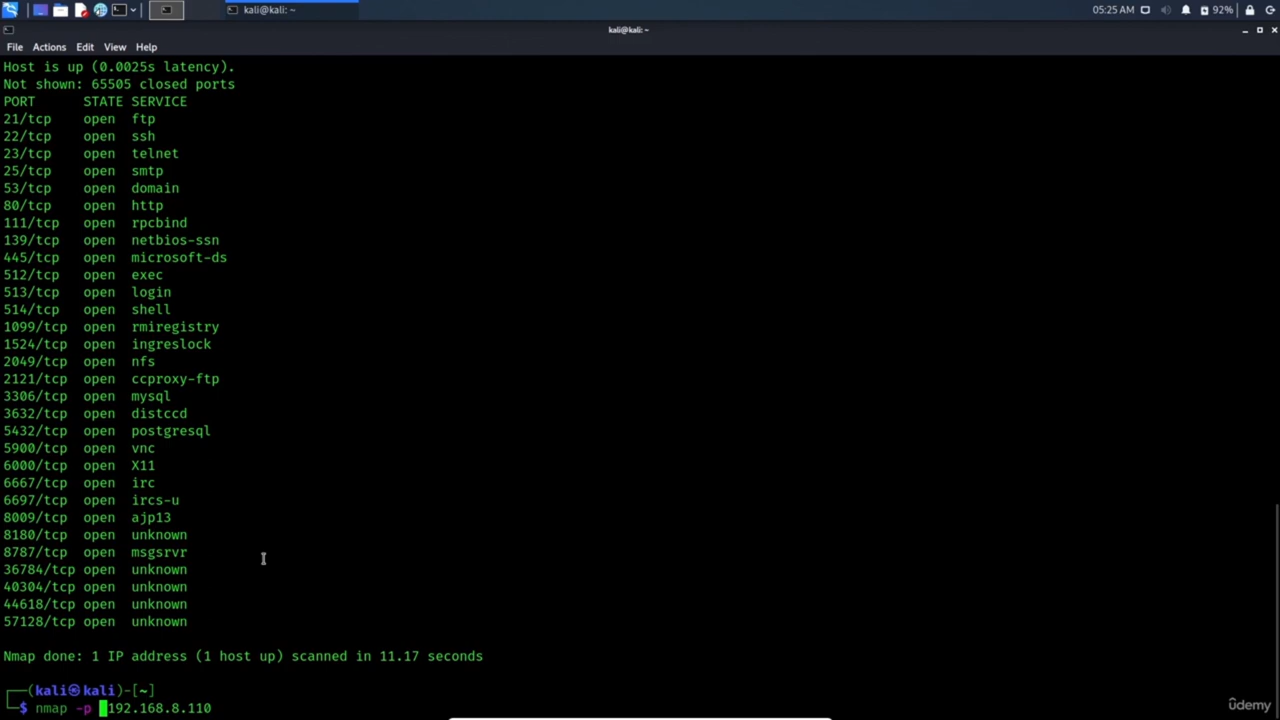 kali@kali: ~
05:25 AM
92%
kali@kali: ~
File Actions Edit View Help
Host is up (0.0025s latency).
Not shown: 65505 closed ports
PORT STATE SERVICE
21/tcp open ftp
22/tcp open ssh
23/tcp open telnet
25/tcp open smtp
53/tcp open domain
80/tcp open http
111/tcp open rpcbind
139/tcp open netbios-ssn
445/tcp open microsoft-ds
512/tcp open exec
513/tcp open login
514/tcp open shell
1099/tcp open rmiregistry
1524/tcp open ingreslock
2049/tcp open nfs
2121/tcp open ccproxy-ftp
3306/tcp open mysql
3632/tcp open distccd
5432/tcp open postgresql
5900/tcp open vnc
6000/tcp open X11
6667/tcp open irc
6697/tcp open ircs-u
8009/tcp open ajp13
8180/tcp open unknown
8787/tcp open msgsrvr
36784/tcp open unknown
40304/tcp open unknown
44618/tcp open unknown
57128/tcp open unknown
Nmap done: 1 IP address (1 host up) scanned in 11.17 seconds
┌──(kali㉿kali)-[~]
└─$ nmap -p 192.168.8.110
ûdemy